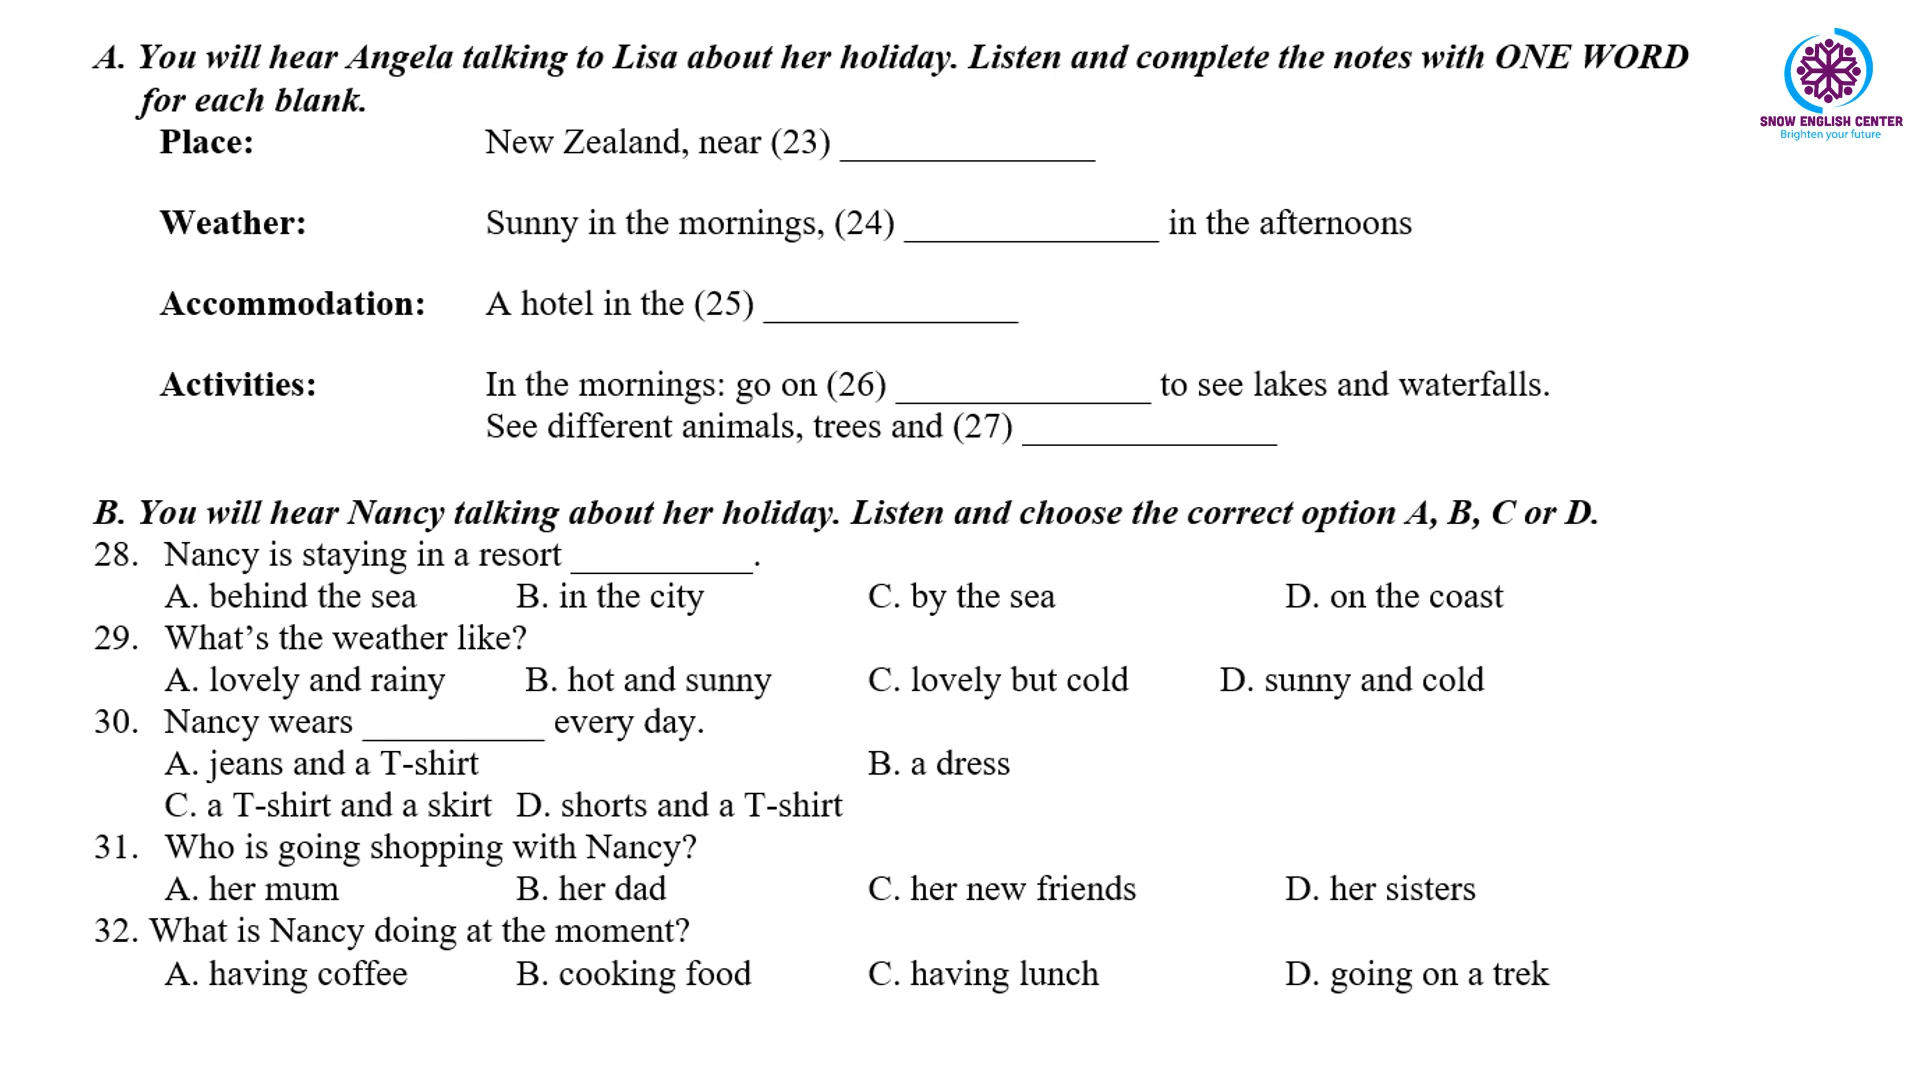 A. You will hear Angela talking to Lisa about her holiday. Listen and complete the notes with ONE WORD
for each blank.
SNOW ENGLISH CENTER
Brighten your future
Place: New Zealand, near (23) ______________
Weather: Sunny in the mornings, (24) ______________ in the afternoons
Accommodation: A hotel in the (25) ______________
Activities: In the mornings: go on (26) ______________ to see lakes and waterfalls.
See different animals, trees and (27) ______________
B. You will hear Nancy talking about her holiday. Listen and choose the correct option A, B, C or D.
28. Nancy is staying in a resort __________.
A. behind the sea B. in the city C. by the sea D. on the coast
29. What’s the weather like?
A. lovely and rainy B. hot and sunny C. lovely but cold D. sunny and cold
30. Nancy wears __________ every day.
A. jeans and a T-shirt B. a dress
C. a T-shirt and a skirt D. shorts and a T-shirt
31. Who is going shopping with Nancy?
A. her mum B. her dad C. her new friends D. her sisters
32. What is Nancy doing at the moment?
A. having coffee B. cooking food C. having lunch D. going on a trek